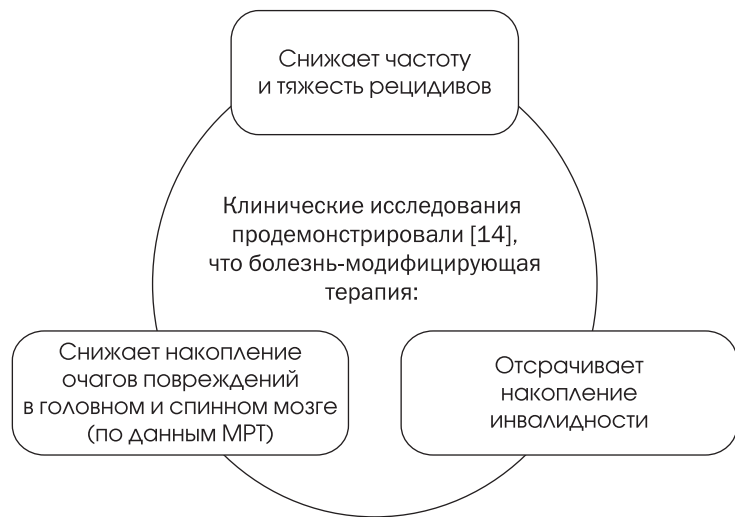 Снижает частоту
и тяжесть рецидивов
Клинические исследования
продемонстрировали [14],
что болезнь-модифицирующая
терапия:
Снижает накопление
очагов повреждений
в головном и спинном мозге
(по данным МРТ)
Отсрачивает
накопление
инвалидности